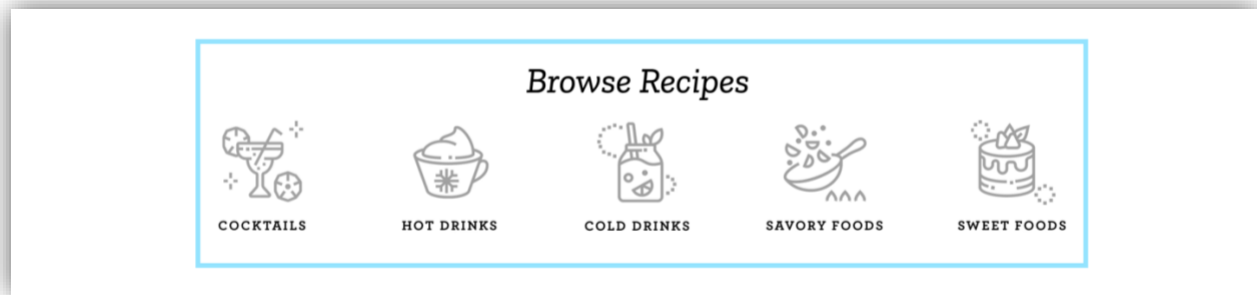 Browse Recipes
COCKTAILS
HOT DRINKS
COLD DRINKS
SAVORY FOODS
SWEET FOODS